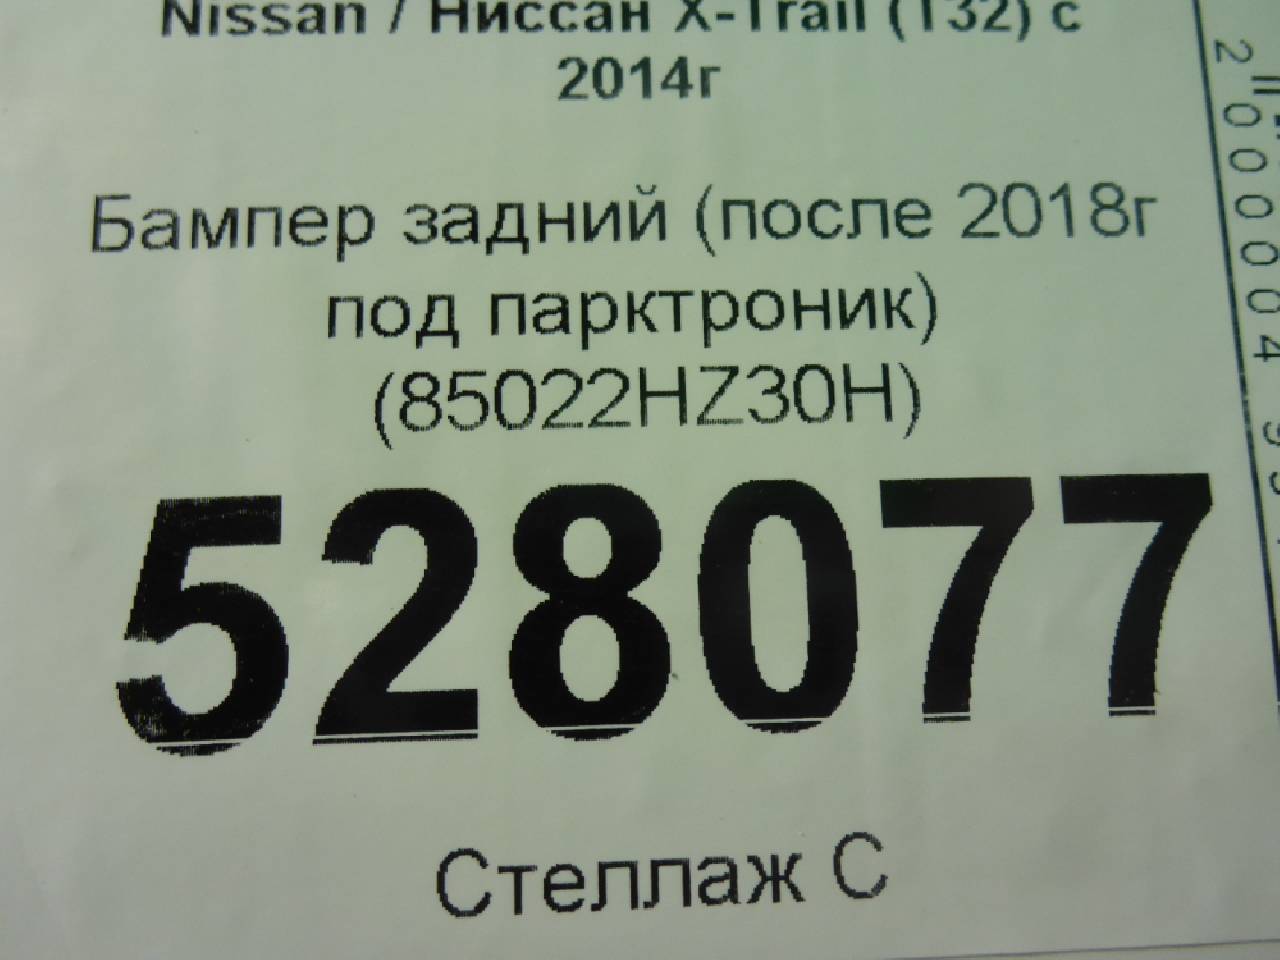 Nissan / Ниссан X-Trail (T32) с
2014г
Бампер задний (после 2018г
под парктроник)
(85022HZ30H)
528077
Стеллаж С